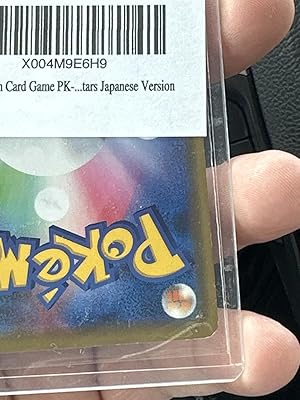 X004M9E6H9
n Card Game PK-...tars Japanese Version
Pokém